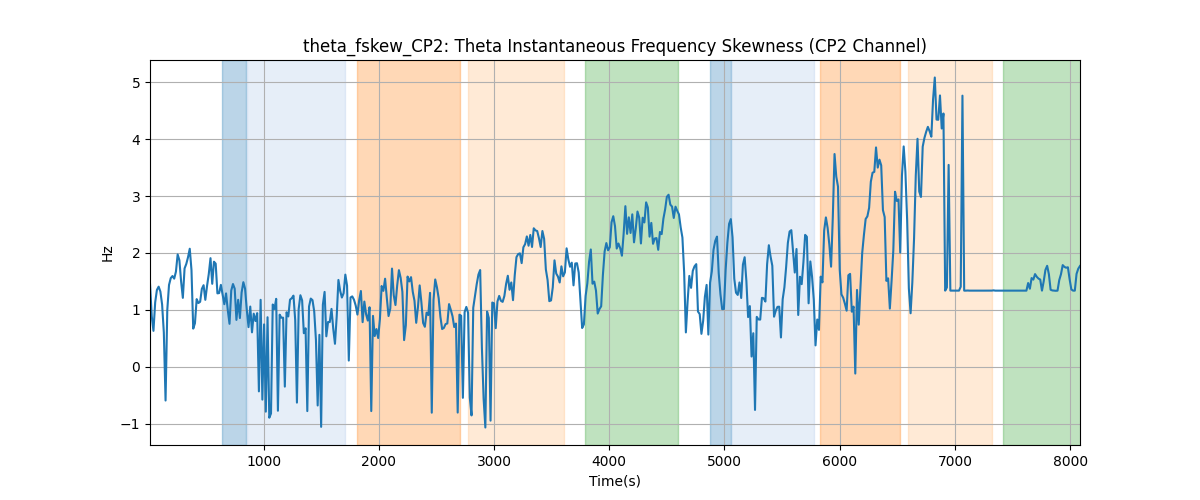 theta_fskew_CP2: Theta Instantaneous Frequency Skewness (CP2 Channel)
5
4
3
2
1
0
−1
Hz
1000 2000 3000 4000 5000 6000 7000 8000
Time(s)